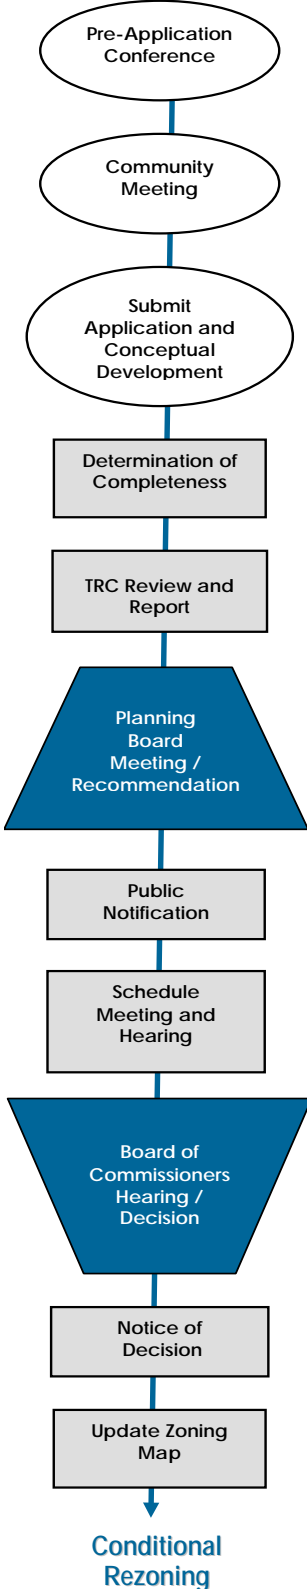 Pre-Application
Conference
Community
Meeting
Submit
Application and
Conceptual
Development
Determination of
Completeness
TRC Review and
Report
Planning
Board
Meeting /
Recommendation
Public
Notification
Schedule
Meeting and
Hearing
Board of
Commissioners
Hearing /
Decision
Notice of
Decision
Update Zoning
Map
Conditional
Rezoning